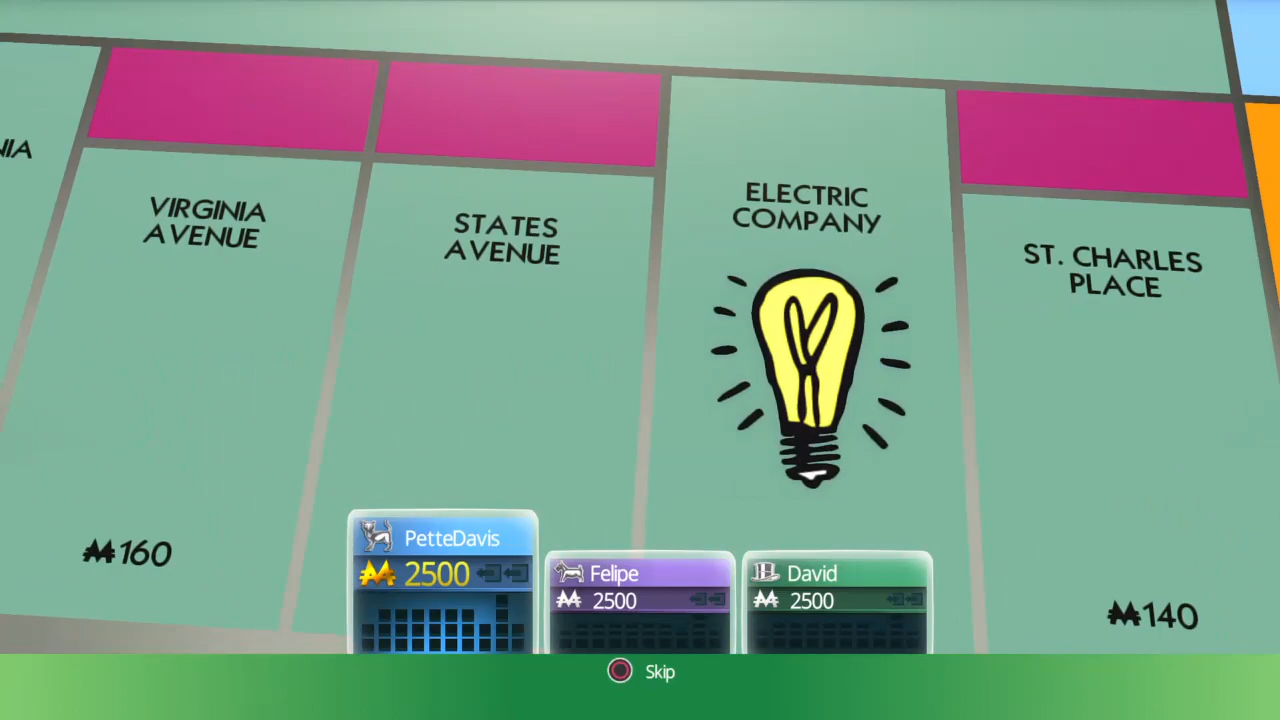 NIA
VIRGINIA
AVENUE
STATES
AVENUE
ELECTRIC
COMPANY
ST. CHARLES
PLACE
160
140
PetteDavis
2500
Felipe
2500
David
2500
Skip